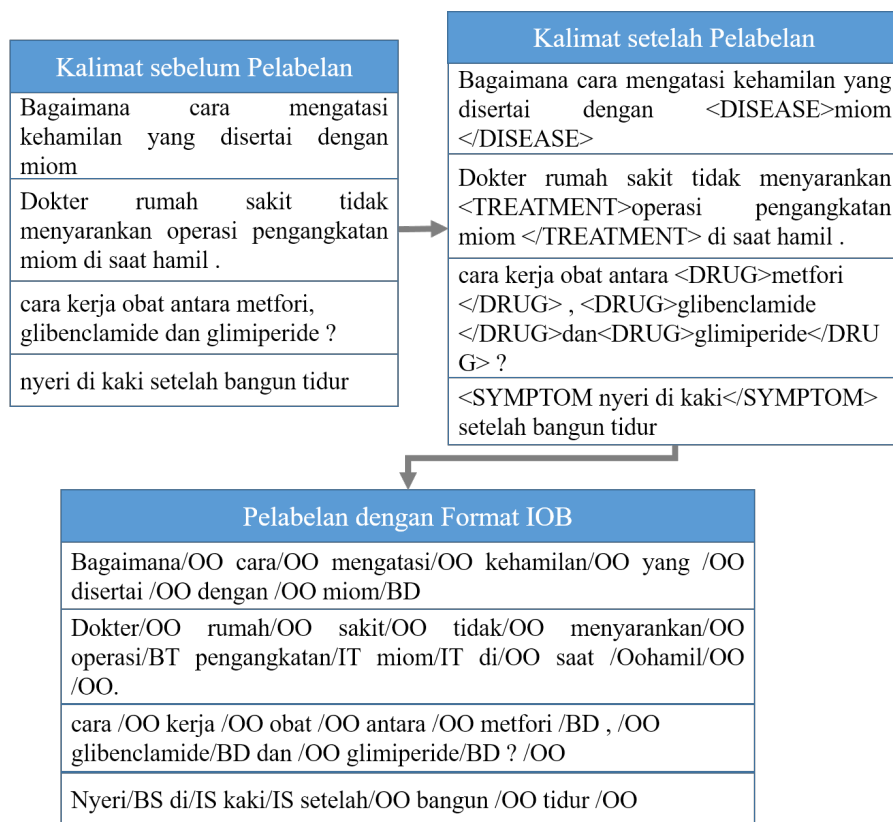 Kalimat sebelum Pelabelan
Bagaimana cara mengatasi
kehamilan yang disertai dengan
miom
Dokter rumah sakit tidak
menyarankan operasi pengangkatan
miom di saat hamil .
cara kerja obat antara metfori,
glibenclamide dan glimiperide ?
nyeri di kaki setelah bangun tidur
Kalimat setelah Pelabelan
Bagaimana cara mengatasi kehamilan yang
disertai dengan <DISEASE>miom
</DISEASE>
Dokter rumah sakit tidak menyarankan
<TREATMENT>operasi pengangkatan
miom </TREATMENT> di saat hamil .
cara kerja obat antara <DRUG>metfori
</DRUG> , <DRUG>glibenclamide
</DRUG>dan<DRUG>glimiperide</DRU
G> ?
<SYMPTOM nyeri di kaki</SYMPTOM>
setelah bangun tidur
Pelabelan dengan Format IOB
Bagaimana/OO cara/OO mengatasi/OO kehamilan/OO yang /OO
disertai /OO dengan /OO miom/BD
Dokter/OO rumah/OO sakit/OO tidak/OO menyarankan/OO
operasi/BT pengangkatan/IT miom/IT di/OO saat /Oohamil/OO
/OO.
cara /OO kerja /OO obat /OO antara /OO metfori /BD , /OO
glibenclamide/BD dan /OO glimiperide/BD ? /OO
Nyeri/BS di/IS kaki/IS setelah/OO bangun /OO tidur /OO